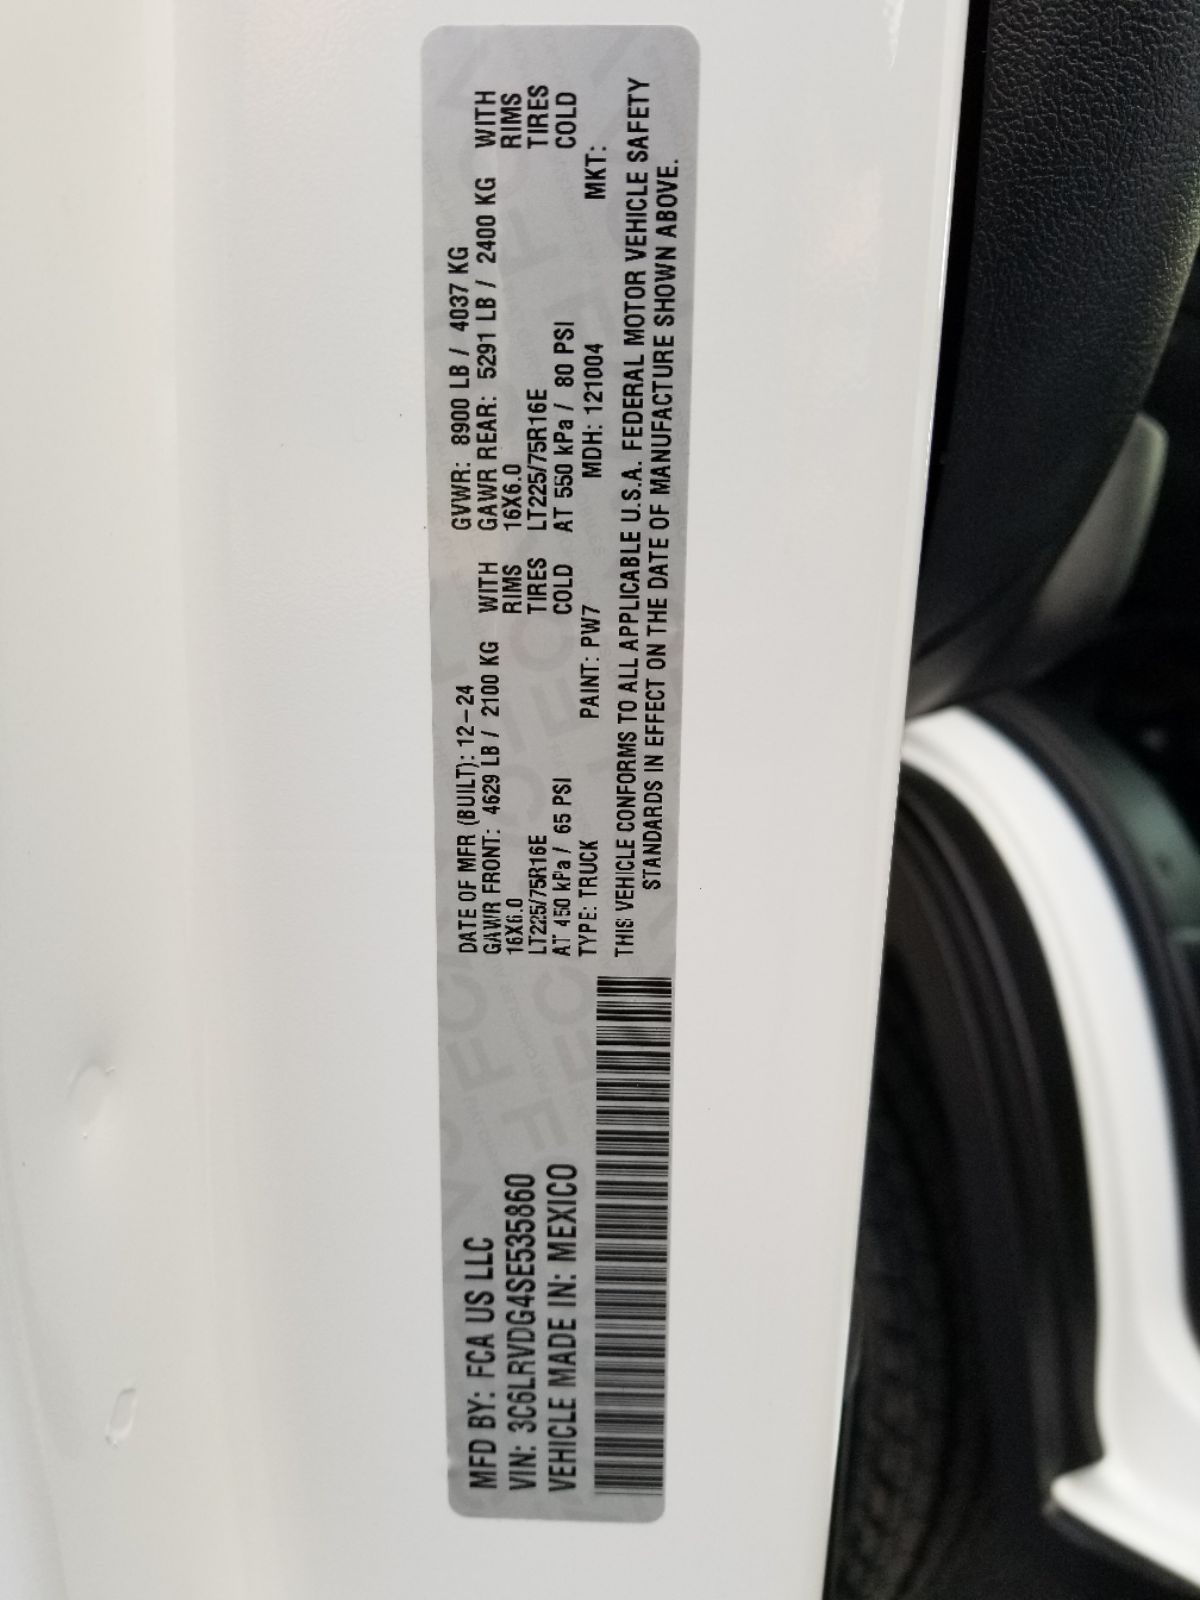 MFD BY: FCA US LLC
VIN: 3C6LRVDG4SE535860
VEHICLE MADE IN: MEXICO
DATE OF MFR (BUILT): 12-24 GVWR: 8900 LB / 4037 KG
GAWR FRONT: 4629 LB / 2100 KG WITH GAWR REAR: 5291 LB / 2400 KG WITH
16X6.0 RIMS 16X6.0 RIMS
LT225/75R16E TIRES LT225/75R16E TIRES
AT 450 kPa / 65 PSI COLD AT 550 kPa / 80 PSI COLD
TYPE: TRUCK PAINT: PW7 MDH: 121004 MKT:
THIS VEHICLE CONFORMS TO ALL APPLICABLE U.S.A. FEDERAL MOTOR VEHICLE SAFETY
STANDARDS IN EFFECT ON THE DATE OF MANUFACTURE SHOWN ABOVE.